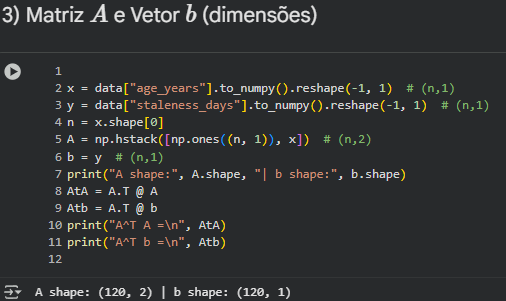 3) Matriz A e Vetor b (dimensões)
1
2 x = data["age_years"].to_numpy().reshape(-1, 1)  # (n,1)
3 y = data["staleness_days"].to_numpy().reshape(-1, 1)  # (n,1)
4 n = x.shape[0]
5 A = np.hstack([np.ones((n, 1)), x])  # (n,2)
6 b = y  # (n,1)
7 print("A shape:", A.shape, "| b shape:", b.shape)
8 AtA = A.T @ A
9 Atb = A.T @ b
10 print("A^T A =\n", AtA)
11 print("A^T b =\n", Atb)
12
A shape: (120, 2) | b shape: (120, 1)